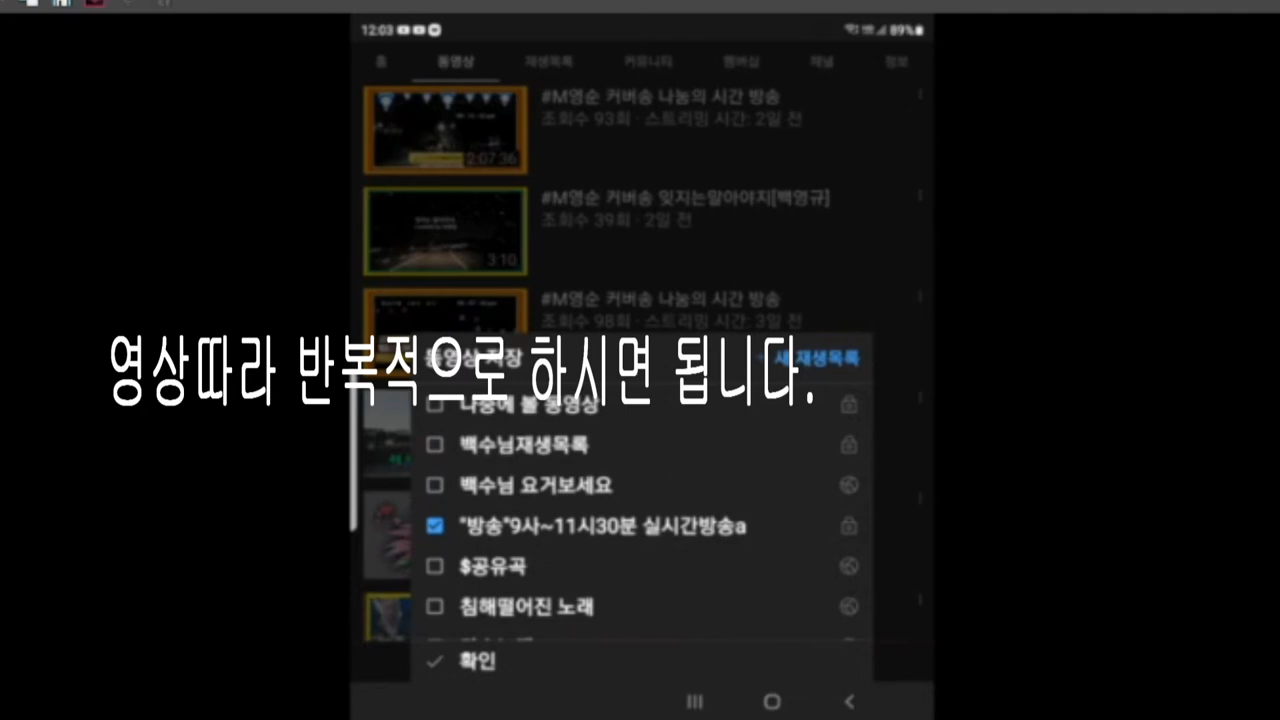 12:03
89%
홈 동영상 재생목록 커뮤니티 멤버십 채널 정보
#M영순 커버송 나눔의 시간 방송
조회수 93회 · 스트리밍 시간: 2일 전
2:07:36
#M영순 커버송 잊지는말아야지[백영규]
조회수 39회 · 2일 전
3:10
#M영순 커버송 나눔의 시간 방송
조회수 98회 · 스트리밍 시간: 3일 전
영상따라 반복적으로 하시면 됩니다.
동영상 저장
+ 새 재생목록
나중에 볼 동영상
백수님재생목록
백수님 요거보세요
"방송"9사~11시30분 실시간방송a
$공유곡
침해떨어진 노래
확인